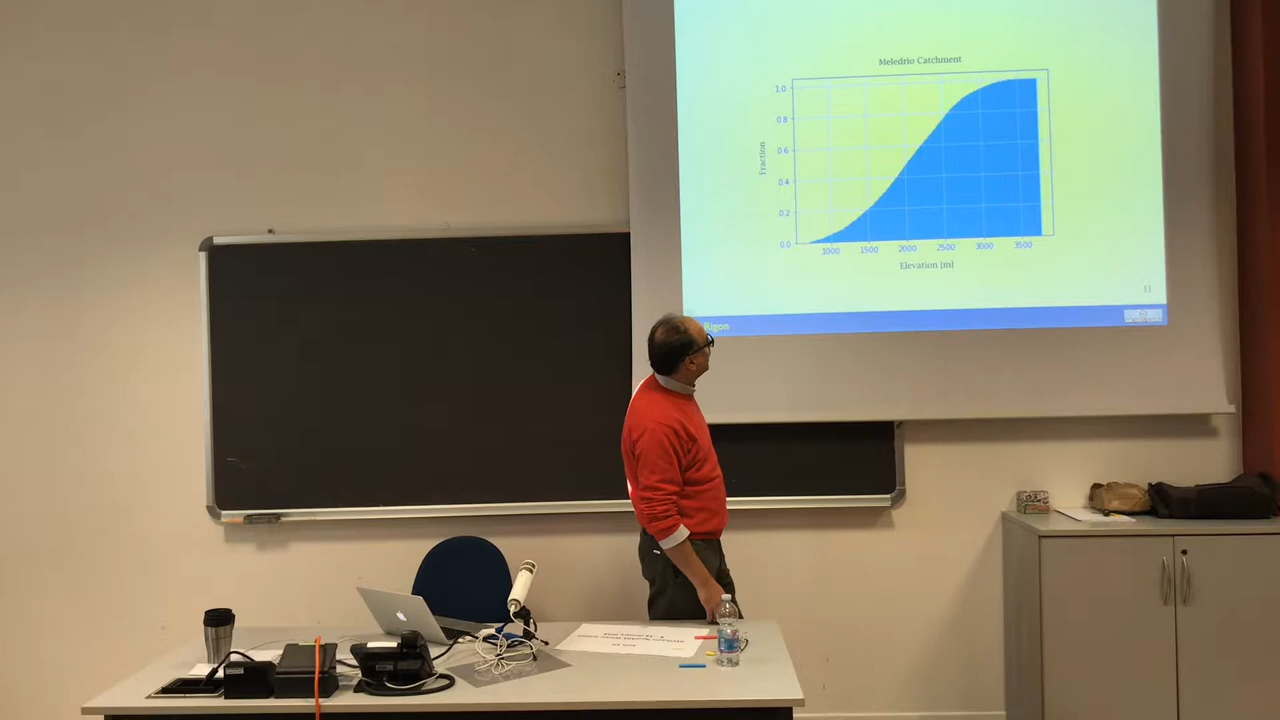 Meledrio Catchment
1.0
0.8
0.6
0.4
0.2
0.0
Fraction
1000 1500 2000 2500 3000 3500
Elevation [m]
11
Rigon